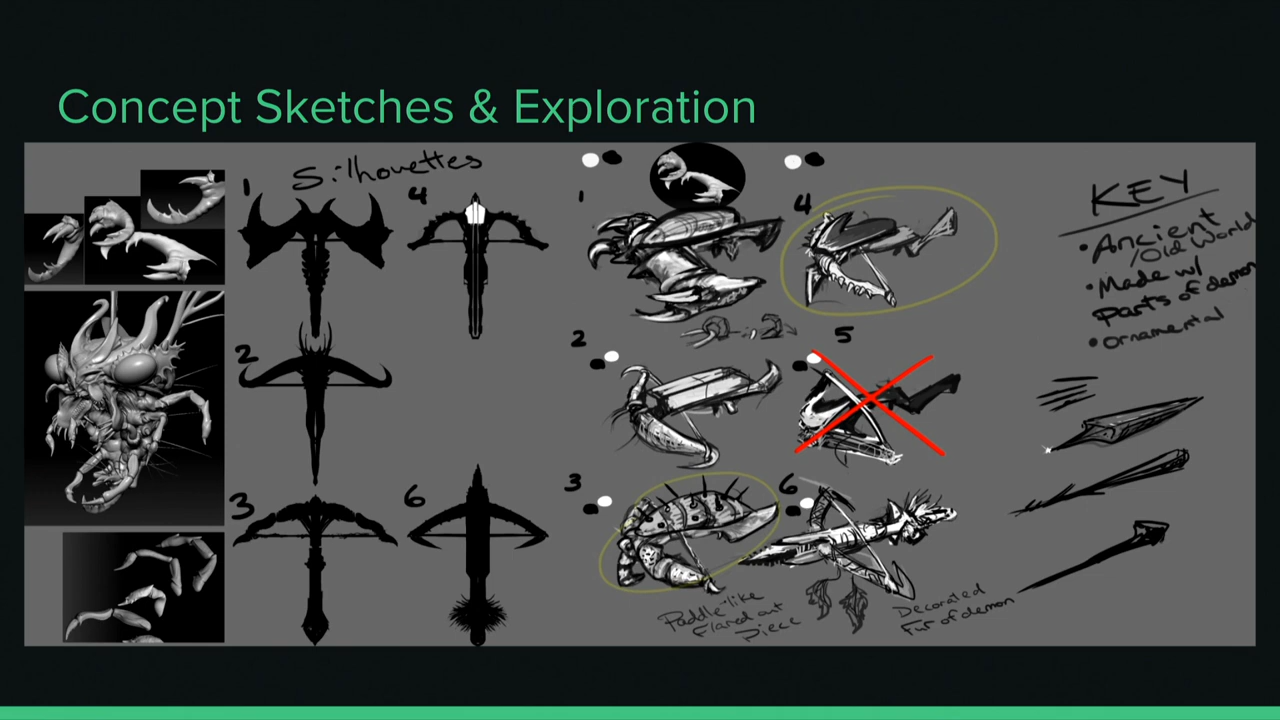 Concept Sketches & Exploration
Silhouettes
1
4
2
3
6
1
4
2
5
3
6
Paddle-like
Flared out
Piece
Decorated
Fur of demon
KEY
• Ancient
/Old World
• Made w/
Parts of demon
• ornamental